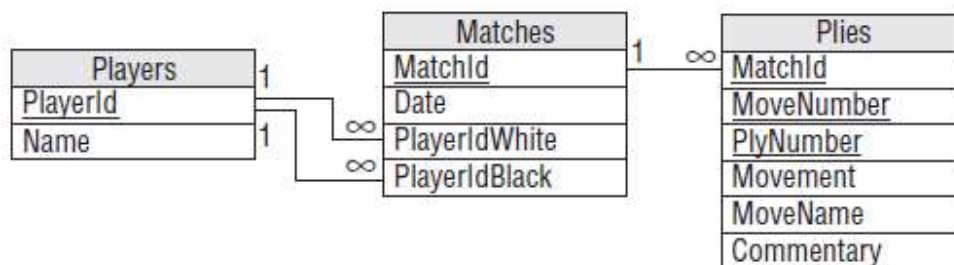 Players
PlayerId
Name
1
1
∞
∞
Matches
MatchId
Date
PlayerIdWhite
PlayerIdBlack
1
∞
Plies
MatchId
MoveNumber
PlyNumber
Movement
MoveName
Commentary